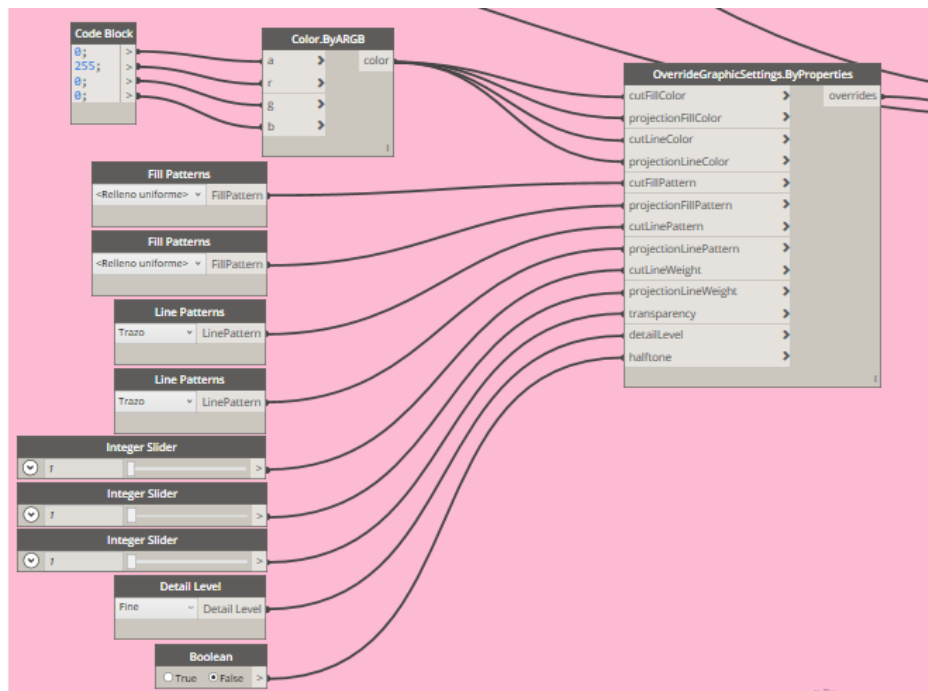 Code Block
0;
255;
0;
0;
>
>
>
>
Color.ByARGB
a
r
g
b
color
OverrideGraphicSettings.ByProperties
cutFillColor
projectionFillColor
cutLineColor
projectionLineColor
cutFillPattern
projectionFillPattern
cutLinePattern
projectionLinePattern
cutLineWeight
projectionLineWeight
transparency
detailLevel
halftone
overrides
Fill Patterns
<Relleno uniforme> FillPattern
Fill Patterns
<Relleno uniforme> FillPattern
Line Patterns
Trazo LinePattern
Line Patterns
Trazo LinePattern
Integer Slider
1 >
Integer Slider
1 >
Integer Slider
1 >
Detail Level
Fine Detail Level
Boolean
True False >